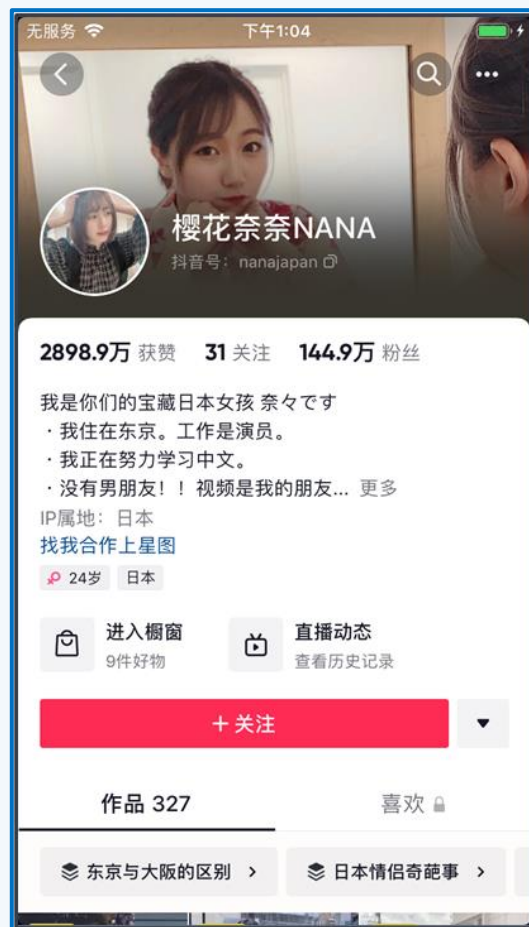 无服务 下午1:04
樱花奈奈NANA
抖音号：nanajapan
2898.9万 获赞 31 关注 144.9万 粉丝
我是你们的宝藏日本女孩 奈々です
·我住在东京。工作是演员。
·我正在努力学习中文。
·没有男朋友！！视频是我的朋友... 更多
IP属地：日本
找我合作上星图
24岁 日本
进入橱窗 直播动态
9件好物 查看历史记录
+关注
作品 327 喜欢
东京与大阪的区别 > 日本情侣奇葩事 >